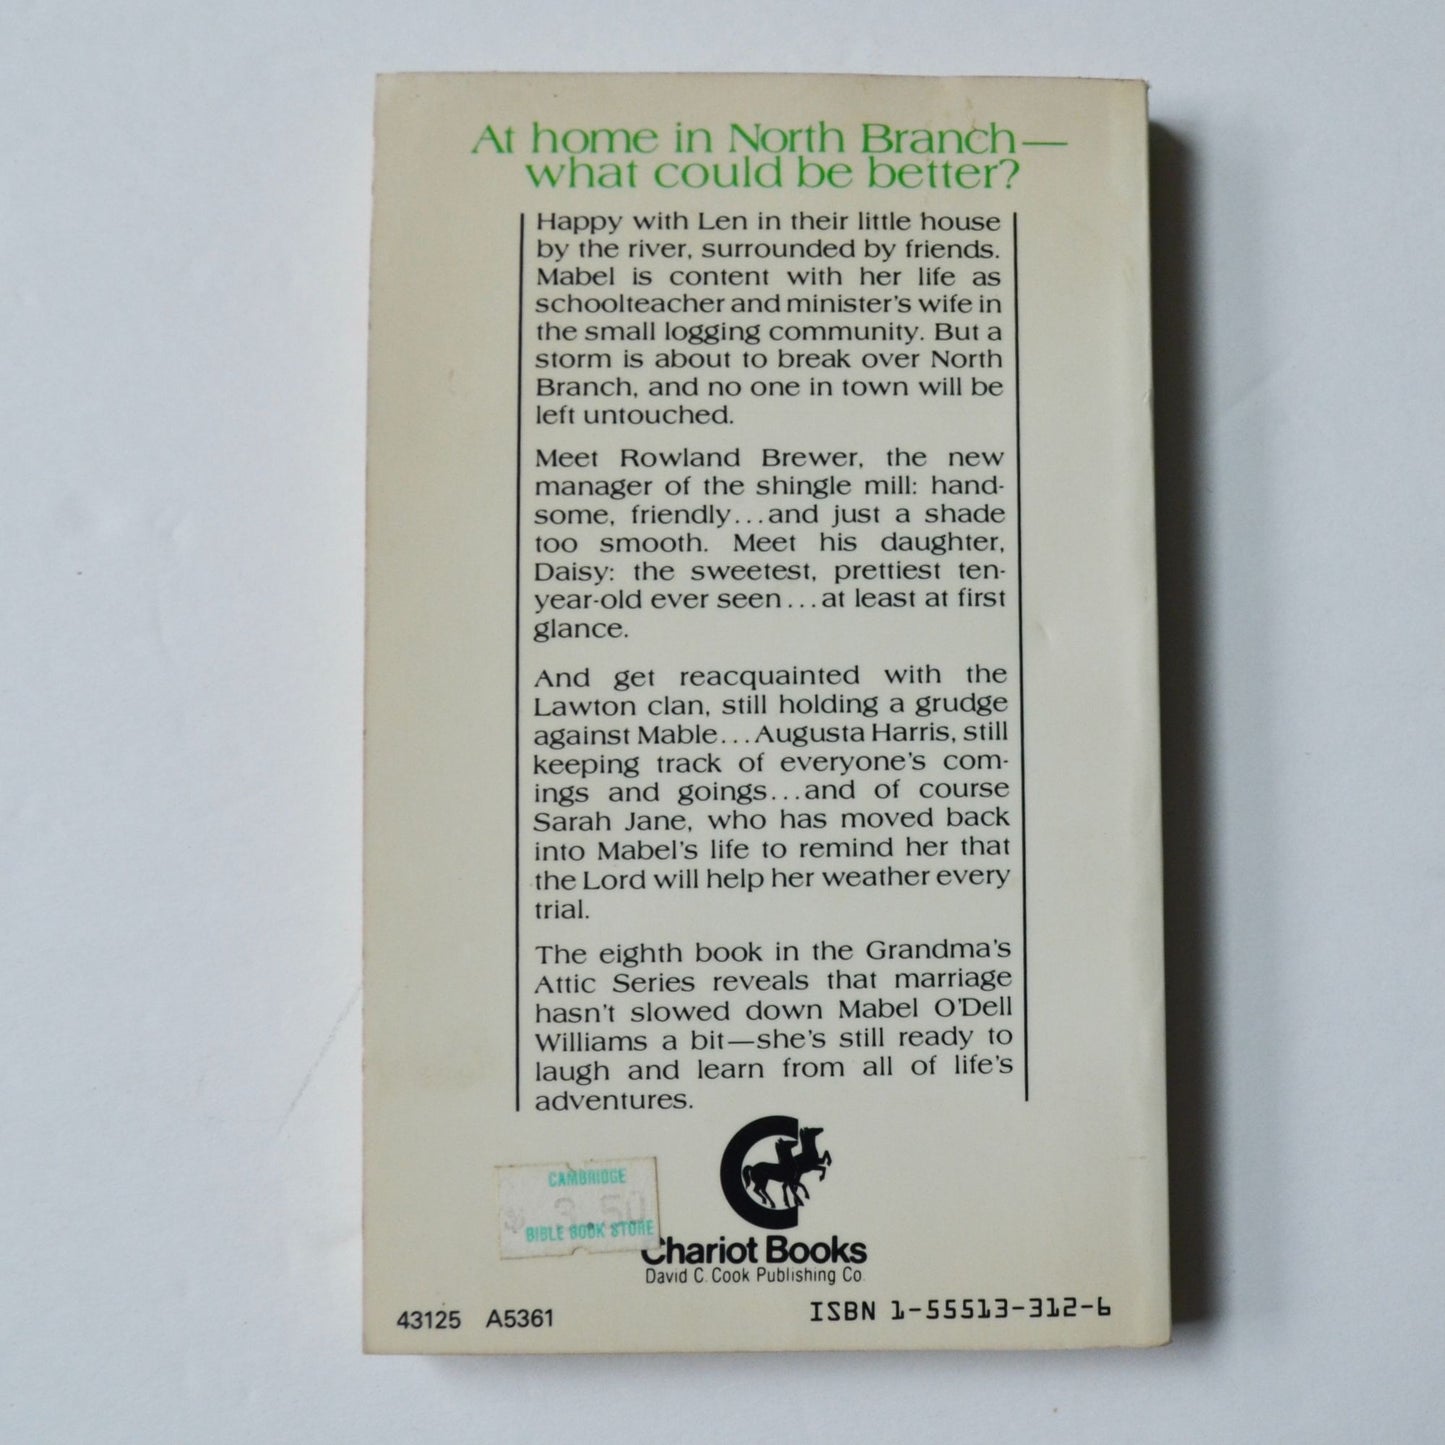 At home in North Branch—
what could be better?
Happy with Len in their little house
by the river, surrounded by friends.
Mabel is content with her life as
schoolteacher and minister's wife in
the small logging community. But a
storm is about to break over North
Branch, and no one in town will be
left untouched.
Meet Rowland Brewer, the new
manager of the shingle mill: hand-
some, friendly...and just a shade
too smooth. Meet his daughter,
Daisy: the sweetest, prettiest ten-
year-old ever seen...at least at first
glance.
And get reacquainted with the
Lawton clan, still holding a grudge
against Mable...Augusta Harris, still
keeping track of everyone's com-
ings and goings...and of course
Sarah Jane, who has moved back
into Mabel's life to remind her that
the Lord will help her weather every
trial.
The eighth book in the Grandma's
Attic Series reveals that marriage
hasn't slowed down Mabel O'Dell
Williams a bit—she's still ready to
laugh and learn from all of life's
adventures.
CAMBRIDGE
3.50
BIBLE BOOK STORE
Chariot Books
David C. Cook Publishing Co.
43125 A5361
ISBN 1-55513-312-6